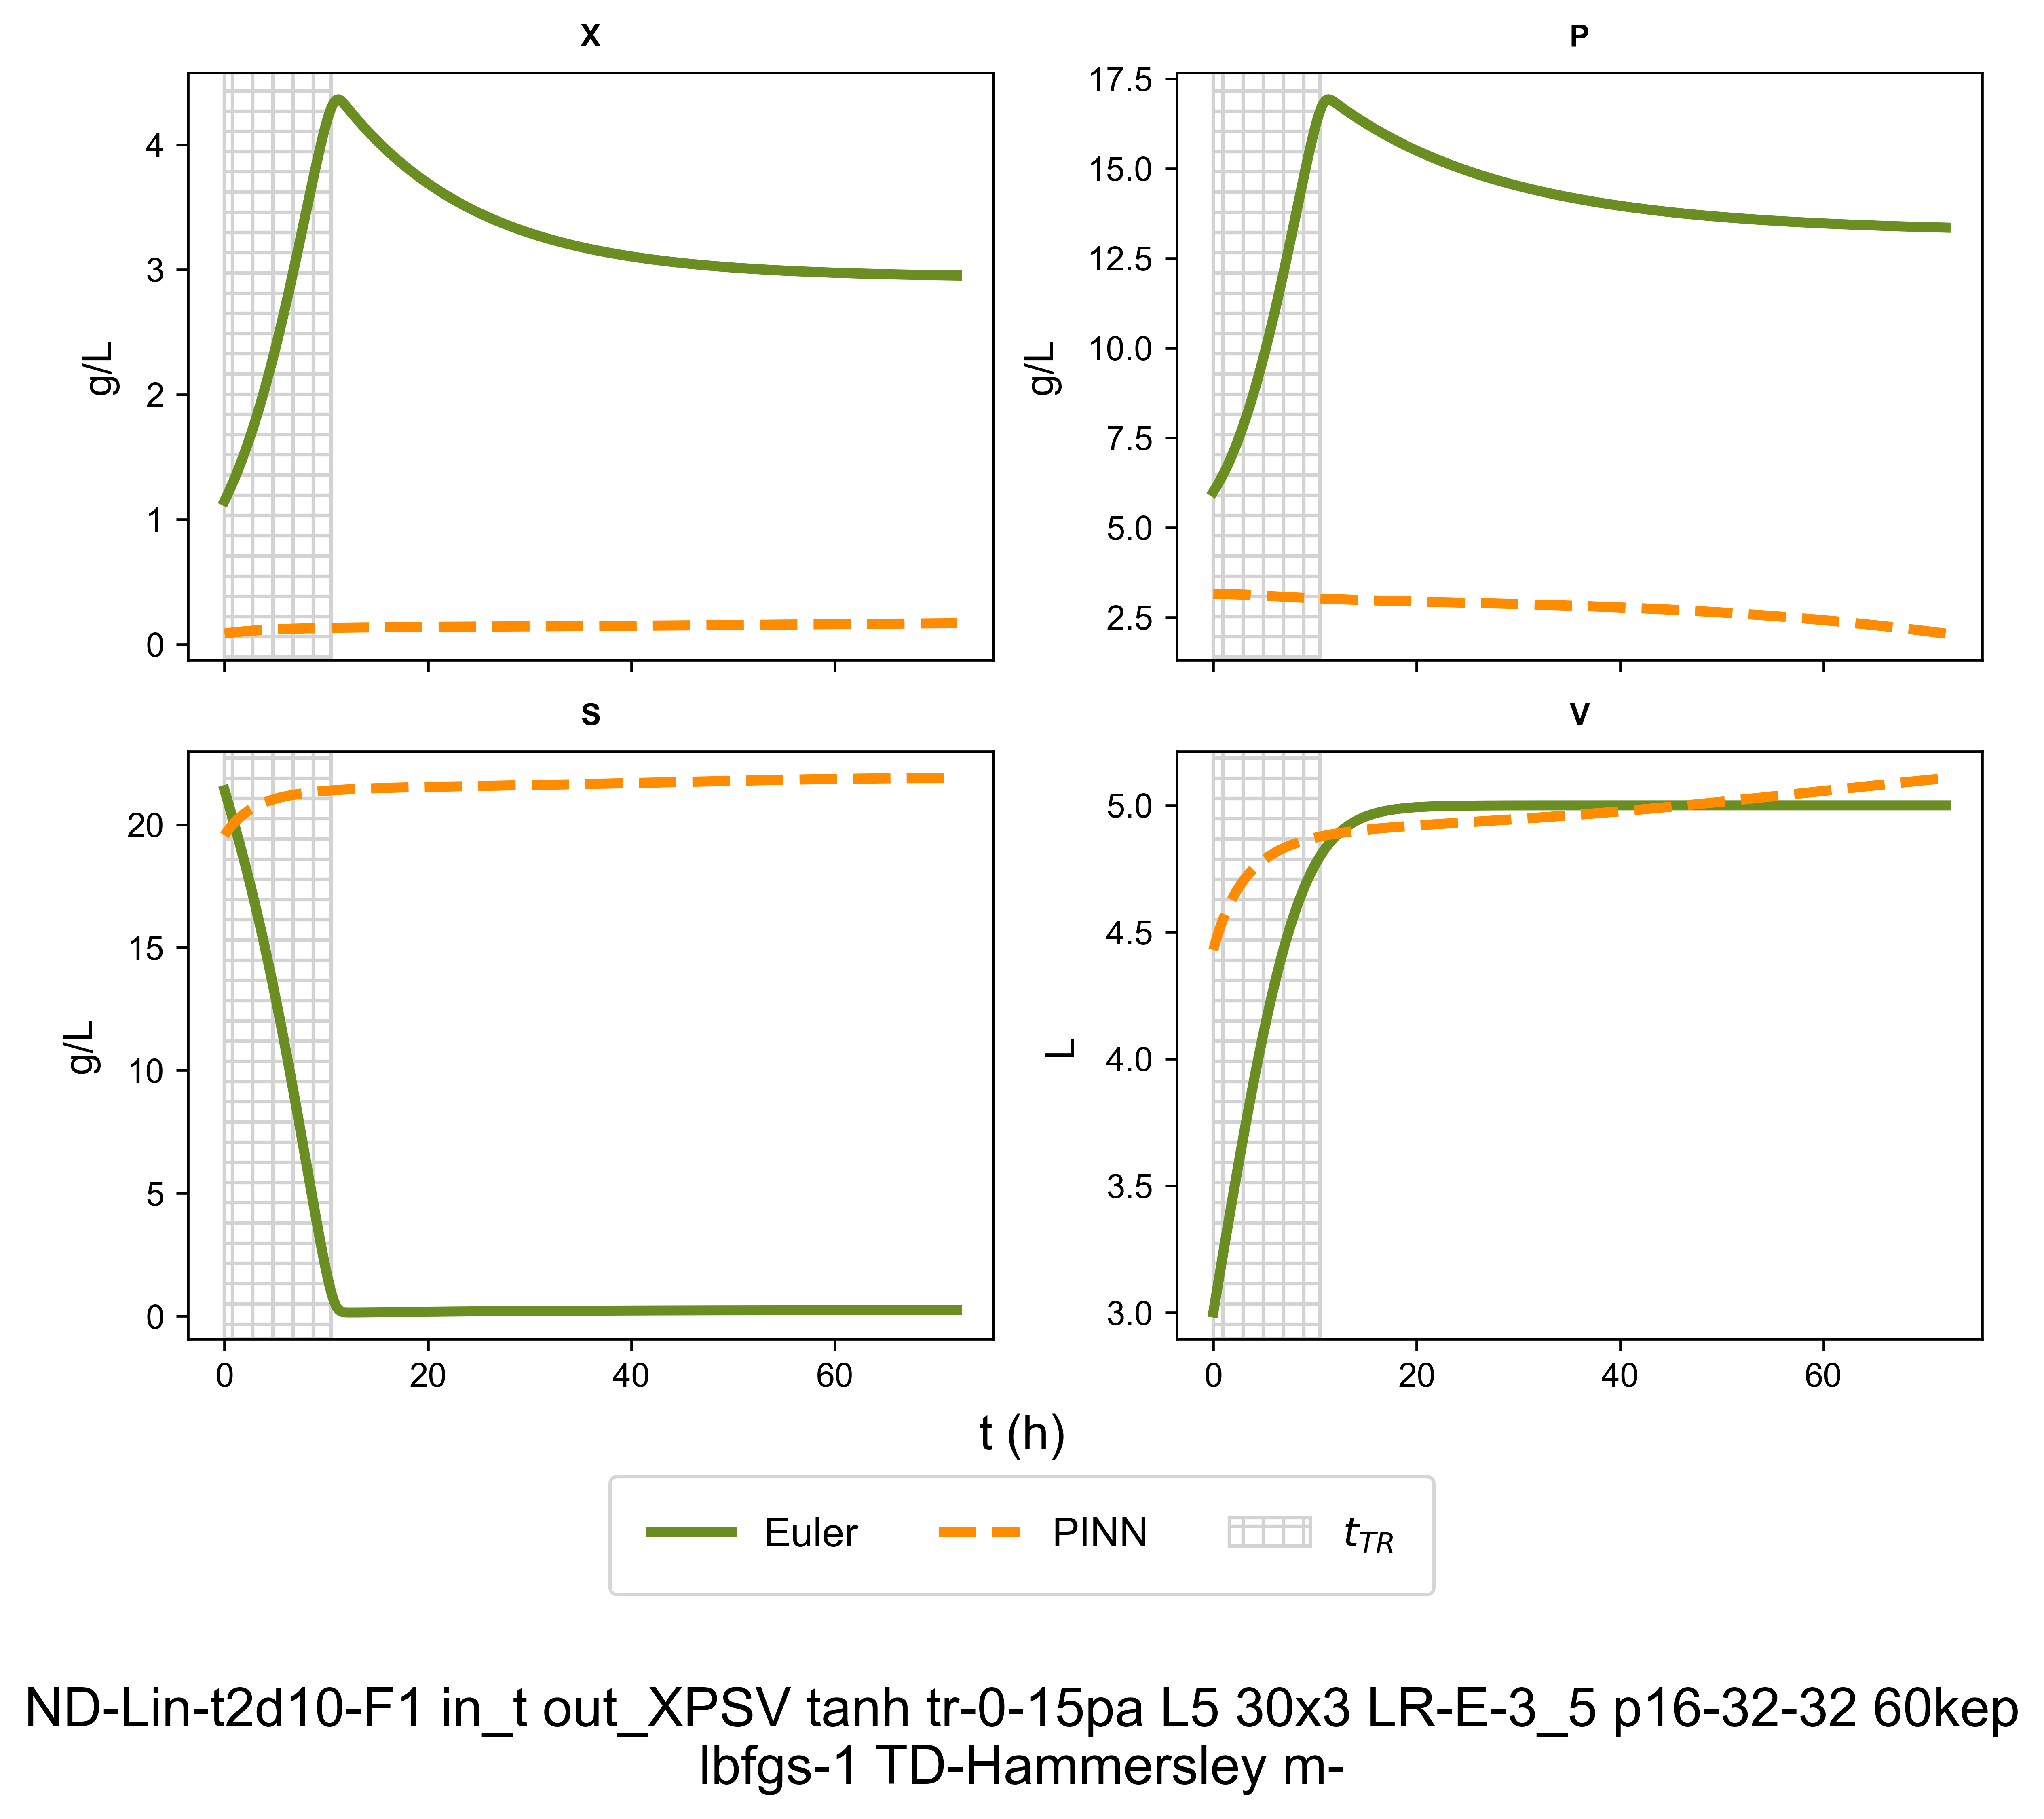 X
P
4
3
2
1
0
g/L
17.5
15.0
12.5
10.0
7.5
5.0
2.5
g/L
S
V
20
15
10
5
0
g/L
0
20
40
60
5.0
4.5
4.0
3.5
3.0
L
0
20
40
60
t (h)
Euler
PINN
t_TR
ND-Lin-t2d10-F1 in_t out_XPSV tanh tr-0-15pa L5 30x3 LR-E-3_5 p16-32-32 60kep
lbfgs-1 TD-Hammersley m-